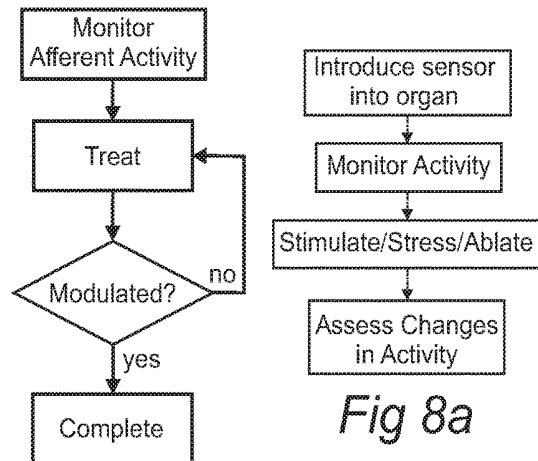 Monitor
Afferent Activity
Treat
Modulated?
no
yes
Complete
Introduce sensor
into organ
Monitor Activity
Stimulate/Stress/Ablate
Assess Changes
in Activity
Fig 8a